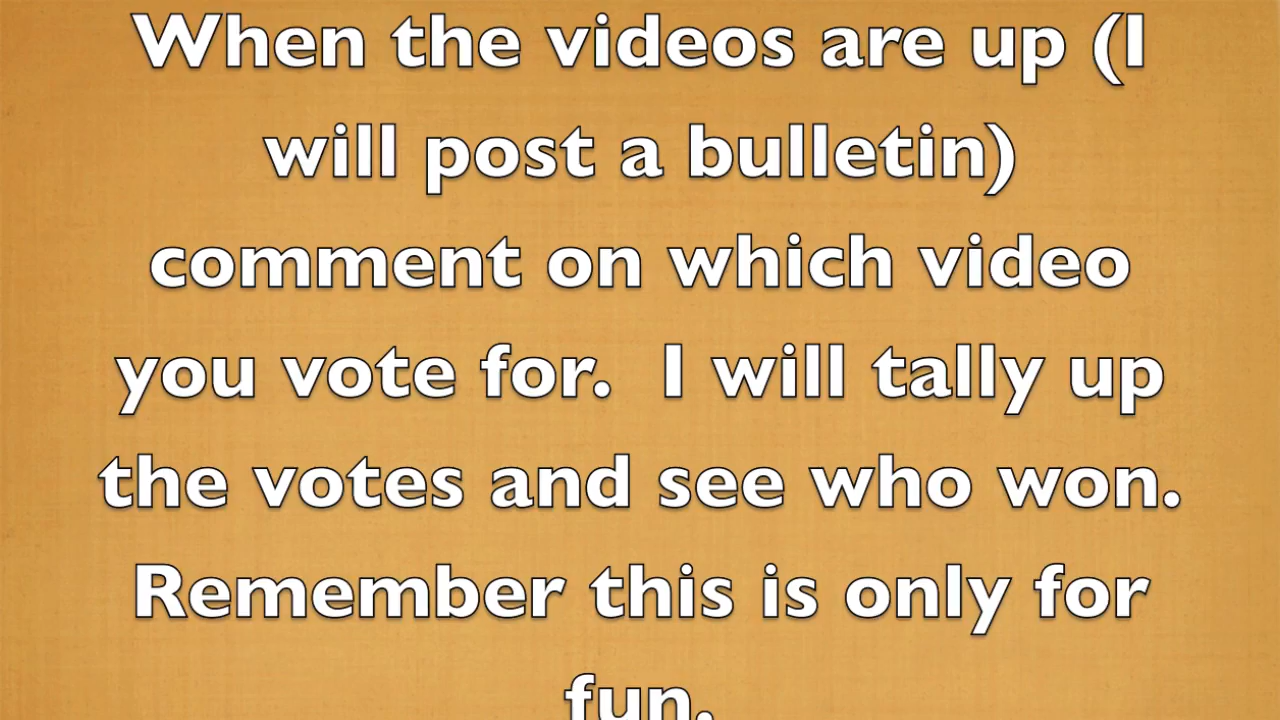 When the videos are up (I
will post a bulletin)
comment on which video
you vote for.  I will tally up
the votes and see who won.
Remember this is only for
fun.